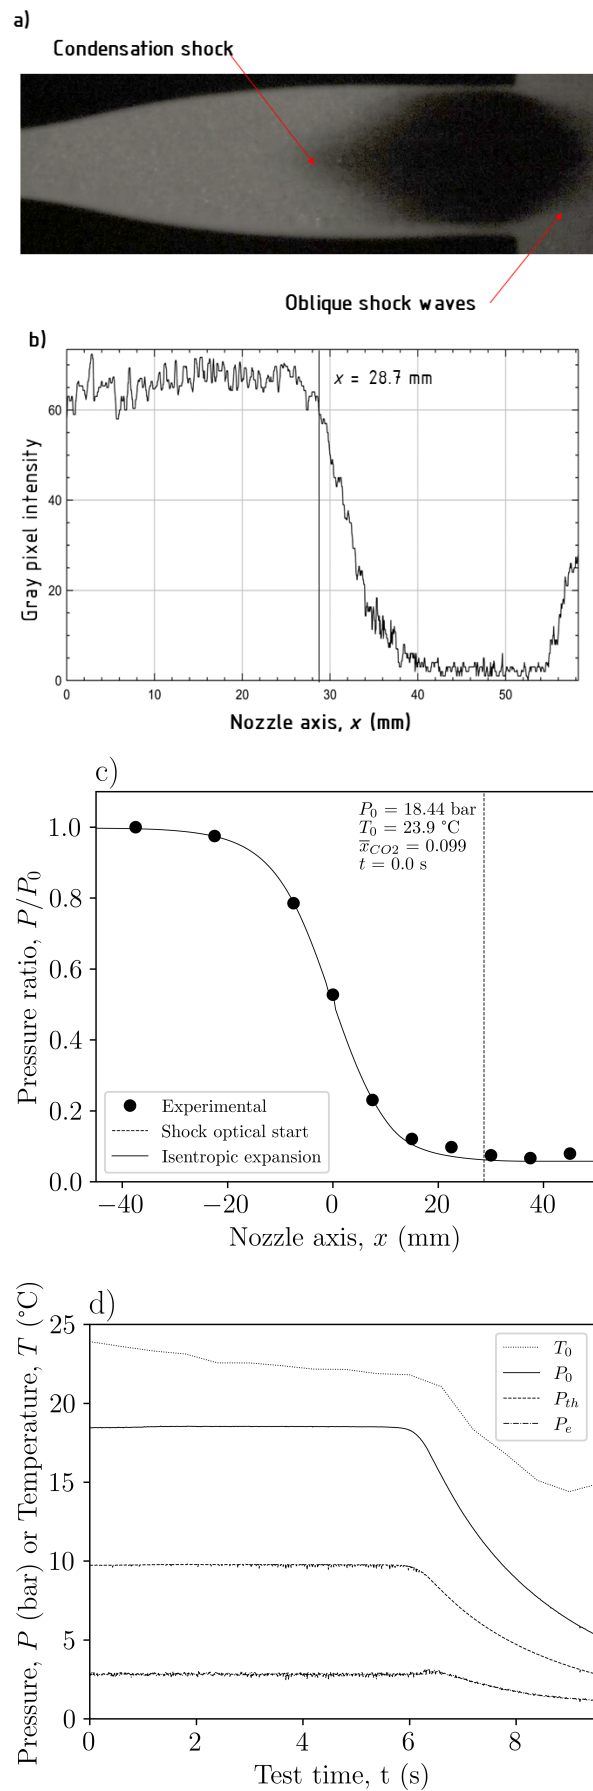 a)
Condensation shock
Oblique shock waves
b)
x = 28.7 mm
60
40
20
0
0 10 20 30 40 50
Gray pixel intensity
Nozzle axis, x (mm)
c)
P₀ = 18.44 bar
T₀ = 23.9 °C
x̅_CO2 = 0.099
t = 0.0 s
1.0
0.8
0.6
0.4
0.2
0.0
Pressure ratio, P/P₀
Experimental
Shock optical start
Isentropic expansion
−40 −20 0 20 40
Nozzle axis, x (mm)
d)
25
20
15
10
5
0
Pressure, P (bar) or Temperature, T (°C)
T₀
P₀
P_th
P_e
0 2 4 6 8
Test time, t (s)